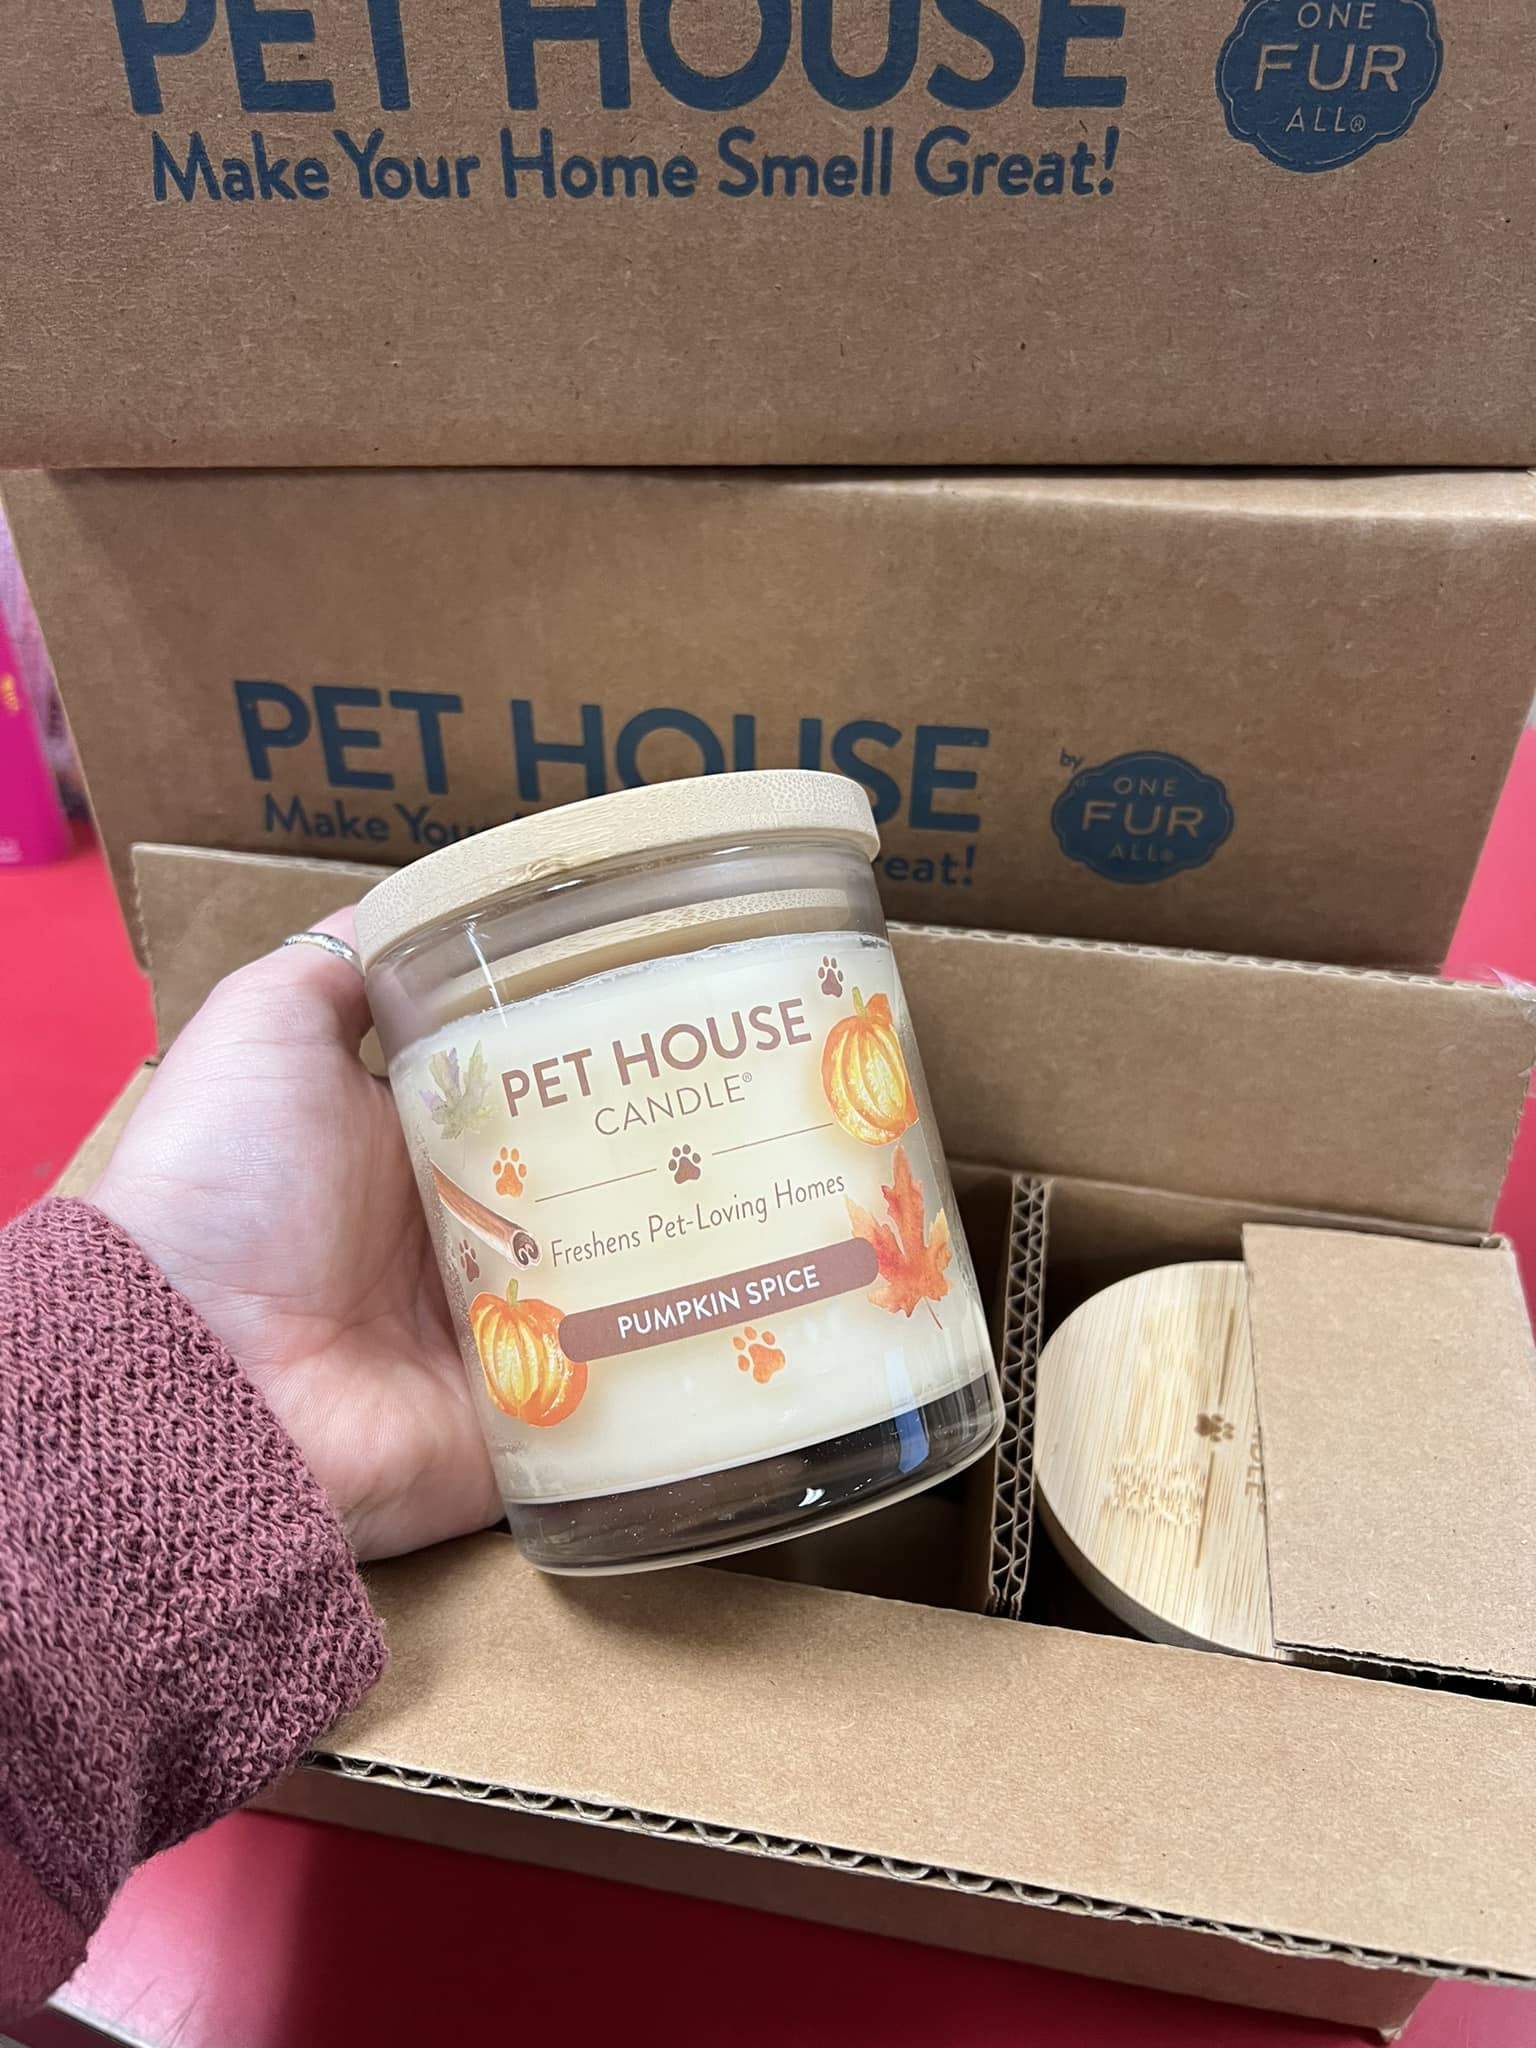 PET HOUSE
Make Your Home Smell Great!
ONE
FUR
ALL®
PET HOUSE
Make
reat!
by
ONE
FUR
ALL®
PET HOUSE
CANDLE®
Freshens Pet-Loving Homes
PUMPKIN SPICE